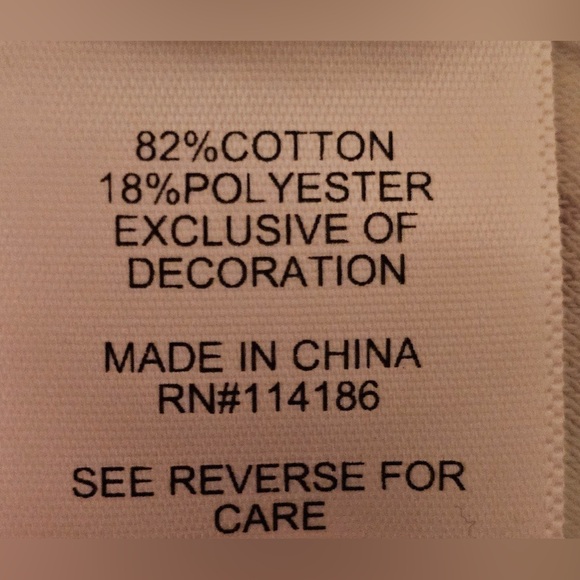 82%COTTON
18%POLYESTER
EXCLUSIVE OF
DECORATION
MADE IN CHINA
RN#114186
SEE REVERSE FOR
CARE